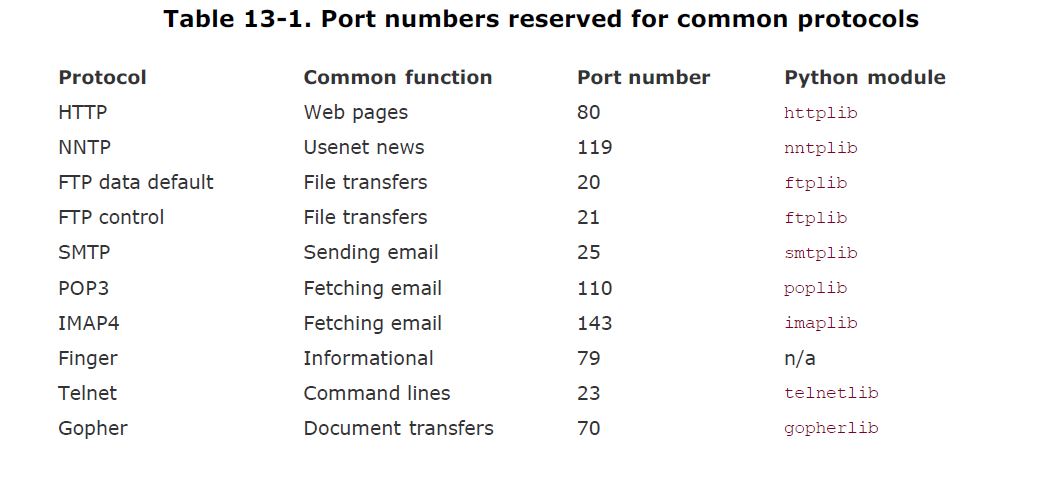 Table 13-1. Port numbers reserved for common protocols
Protocol Common function Port number Python module
HTTP Web pages 80 httplib
NNTP Usenet news 119 nntplib
FTP data default File transfers 20 ftplib
FTP control File transfers 21 ftplib
SMTP Sending email 25 smtplib
POP3 Fetching email 110 poplib
IMAP4 Fetching email 143 imaplib
Finger Informational 79 n/a
Telnet Command lines 23 telnetlib
Gopher Document transfers 70 gopherlib